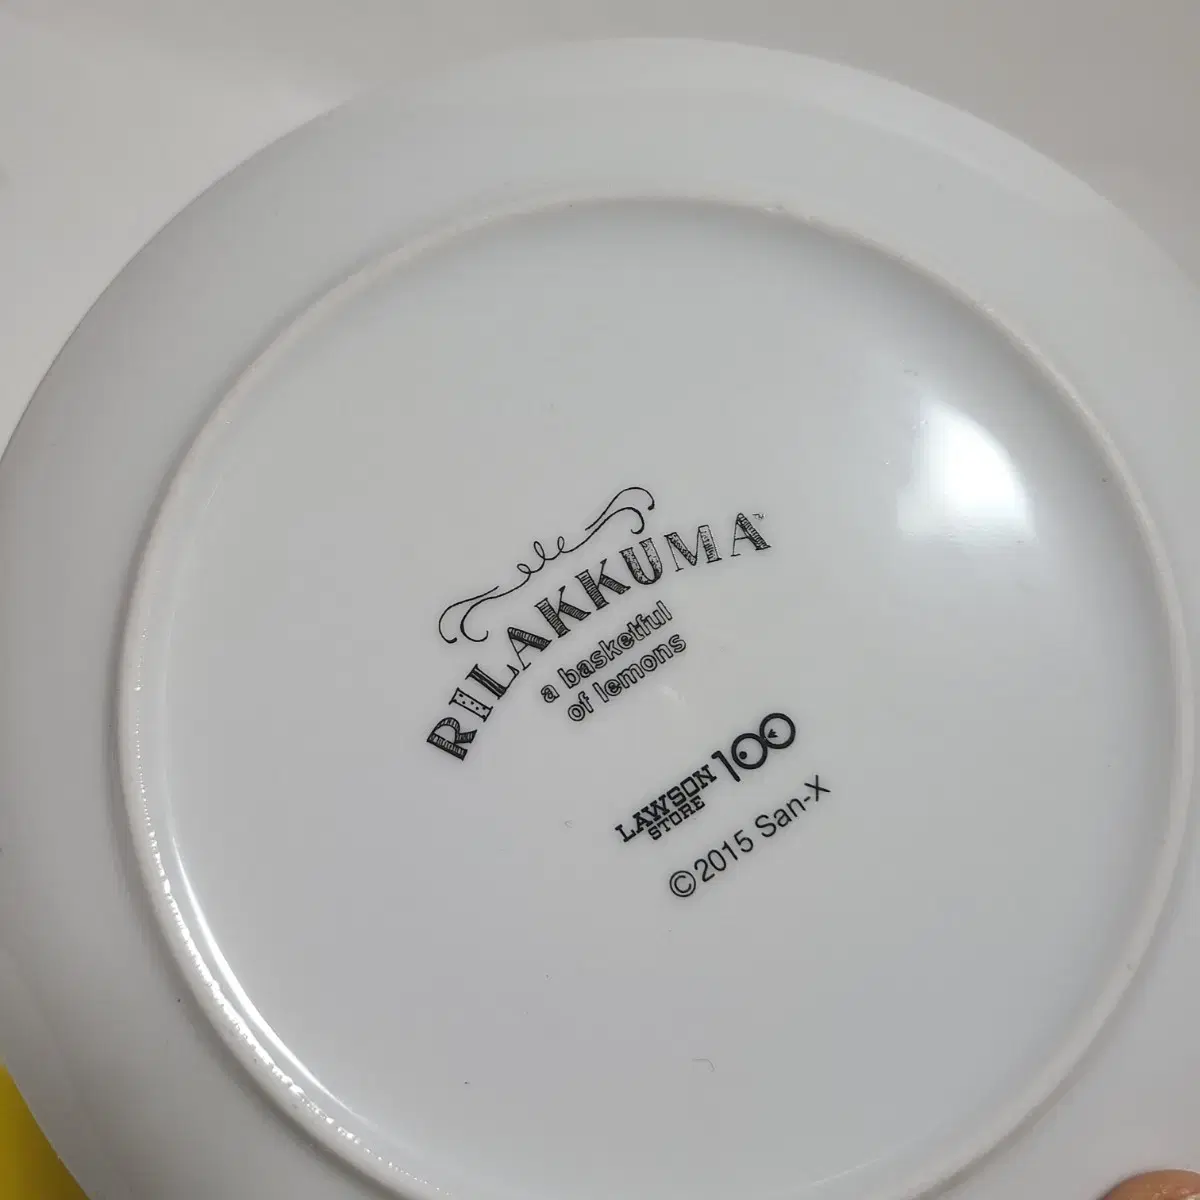 RILAKKUMA™
a basketful
of lemons
LAWSON
STORE
100
©2015 San-X